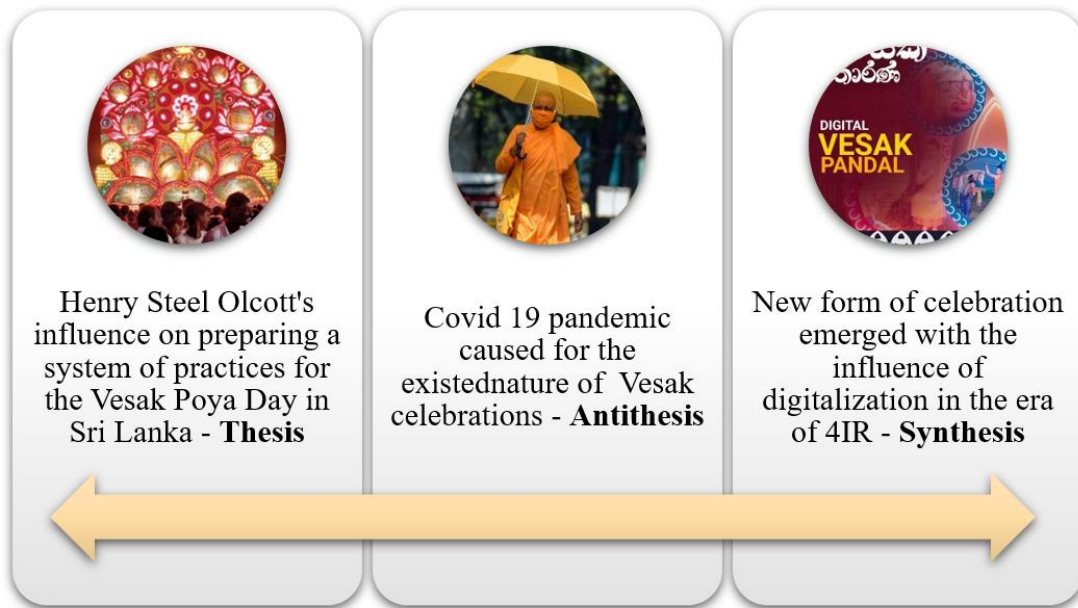 තොරණ
DIGITAL
VESAK
PANDAL
Henry Steel Olcott's
influence on preparing a
system of practices for
the Vesak Poya Day in
Sri Lanka - Thesis
Covid 19 pandemic
caused for the
existednature of Vesak
celebrations - Antithesis
New form of celebration
emerged with the
influence of
digitalization in the era
of 4IR - Synthesis